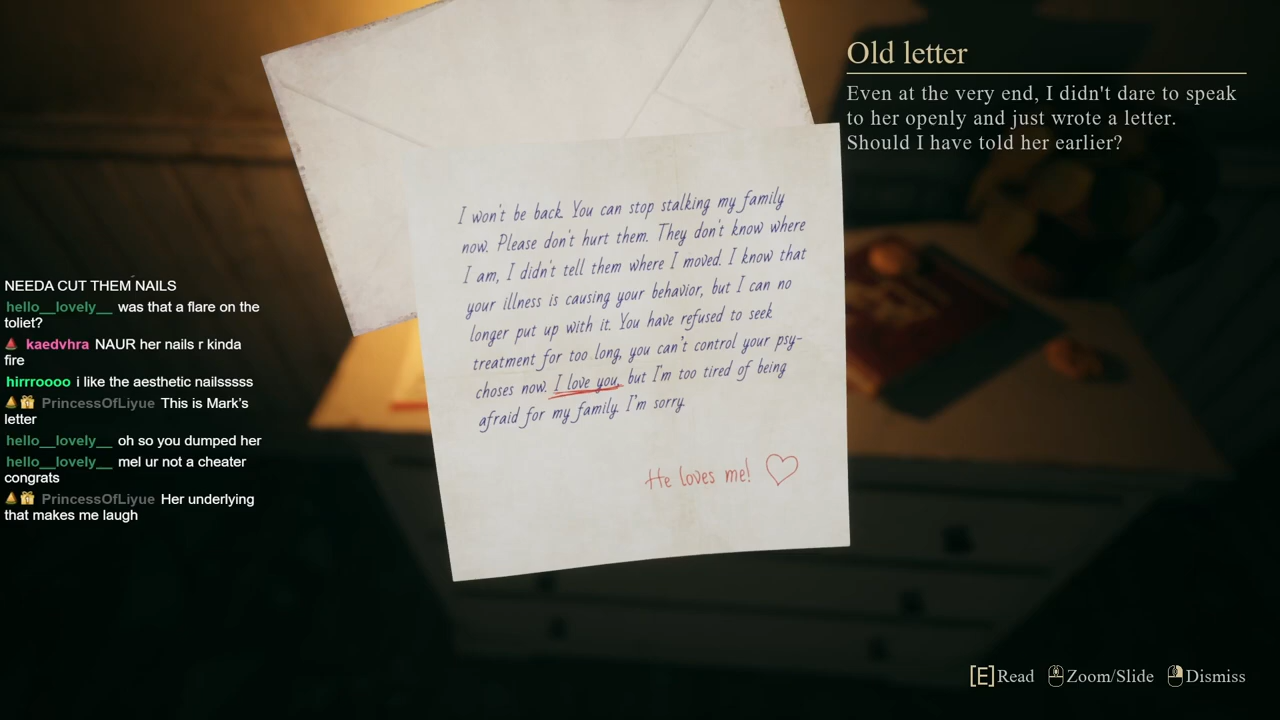 Old letter
Even at the very end, I didn't dare to speak
to her openly and just wrote a letter.
Should I have told her earlier?
I won't be back. You can stop stalking my family
now. Please don't hurt them. They don't know where
I am, I didn't tell them where I moved. I know that
your illness is causing your behavior, but I can no
longer put up with it. You have refused to seek
treatment for too long, you can't control your psy-
choses now. I love you, but I'm too tired of being
afraid for my family. I'm sorry.
He loves me!
NEEDA CUT THEM NAILS
hello__lovely__ was that a flare on the
toliet?
kaedvhra NAUR her nails r kinda
fire
hirrroooo i like the aesthetic nailsssss
PrincessOfLiyue This is Mark's
letter
hello__lovely__ oh so you dumped her
hello__lovely__ mel ur not a cheater
congrats
PrincessOfLiyue Her underlying
that makes me laugh
[E]Read Zoom/Slide Dismiss